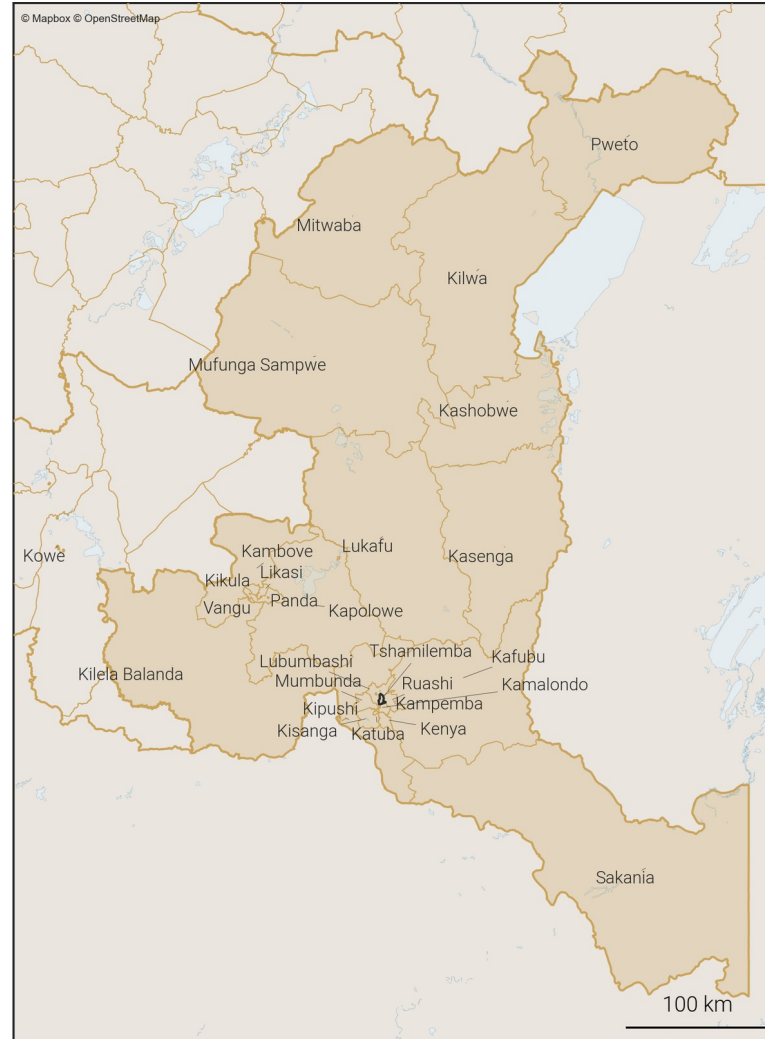 © Mapbox © OpenStreetMap
Pweto
Mitwaba
Kilwa
Mufunga Sampwe
Kashobwe
Lukafu
Kambove
Kowe
Kasenga
Likasi
Kikula
Panda
Vangu
Kapolowe
Tshamilemba
Kafubu
Lubumbashi
Kilela Balanda
Mumbunda
Ruashi
Kamalondo
Kipushi
Kampemba
Kisanga
Katuba
Kenya
Sakania
100 km